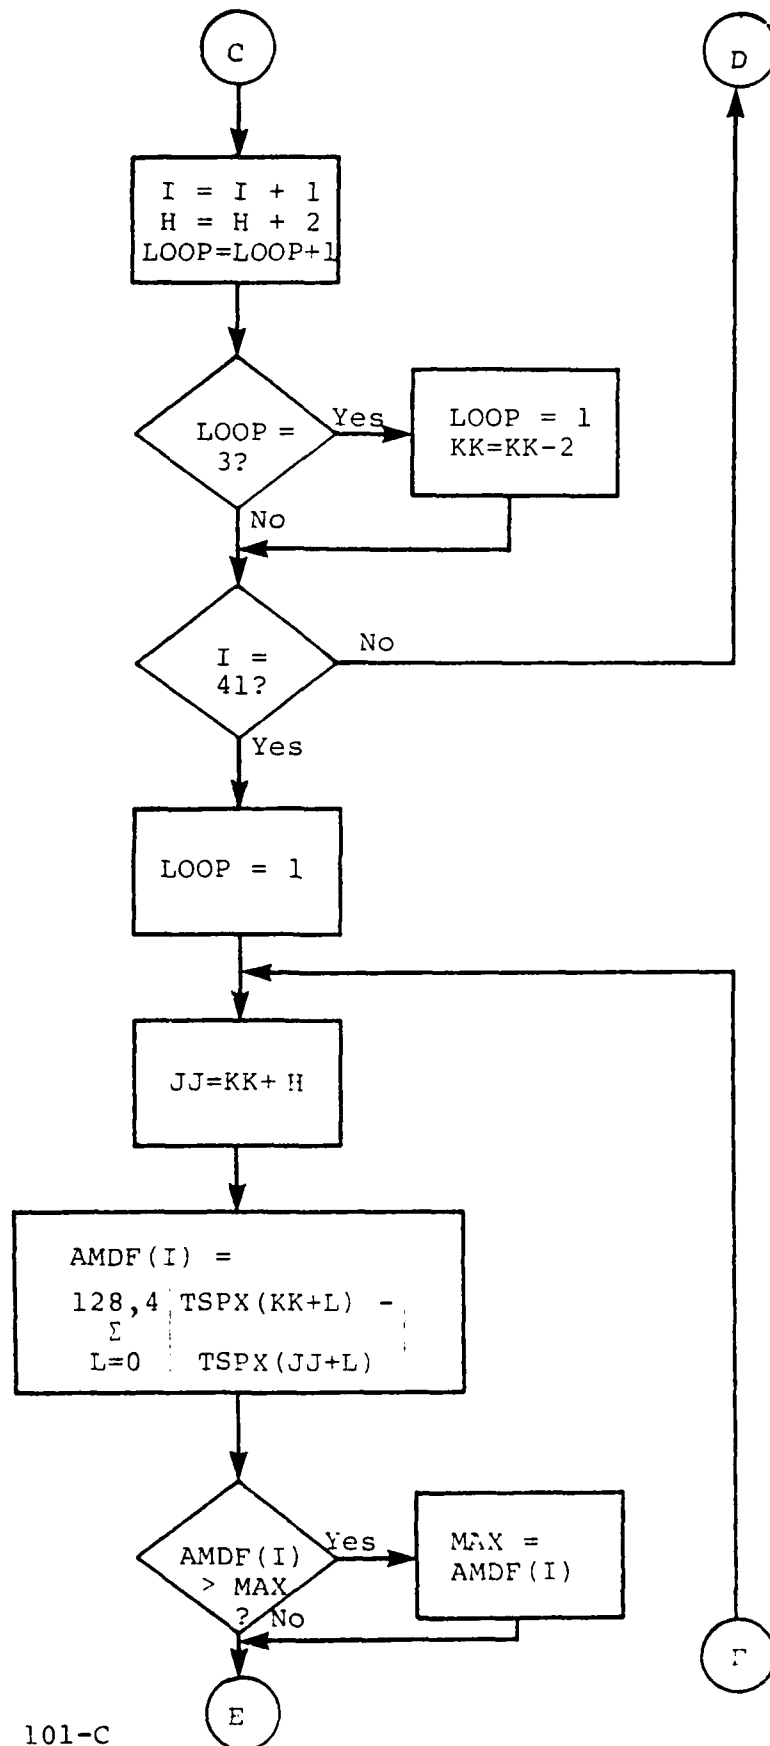 C
D
I = I + 1
H = H + 2
LOOP=LOOP+1
LOOP =
3?
Yes
LOOP = 1
KK=KK-2
No
I =
41?
No
Yes
LOOP = 1
JJ=KK+ H
AMDF(I) =
128,4 | TSPX(KK+L) -
Σ
L=0 | TSPX(JJ+L) |
AMDF(I)
> MAX
?
Yes
MAX =
AMDF(I)
No
F
E
101-C